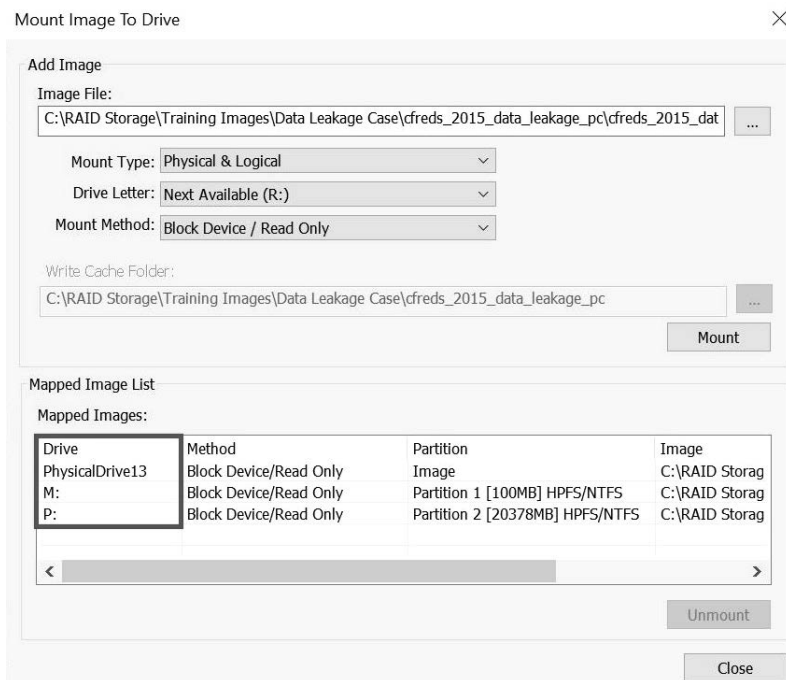 Mount Image To Drive
Add Image
Image File:
C:\RAID Storage\Training Images\Data Leakage Case\cfreds_2015_data_leakage_pc\cfreds_2015_dat
...
Mount Type: Physical & Logical
Drive Letter: Next Available (R:)
Mount Method: Block Device / Read Only
Write Cache Folder:
C:\RAID Storage\Training Images\Data Leakage Case\cfreds_2015_data_leakage_pc
...
Mount
Mapped Image List
Mapped Images:
Drive Method Partition Image
PhysicalDrive13 Block Device/Read Only Image C:\RAID Storag
M: Block Device/Read Only Partition 1 [100MB] HPFS/NTFS C:\RAID Storag
P: Block Device/Read Only Partition 2 [20378MB] HPFS/NTFS C:\RAID Storag
Unmount
Close